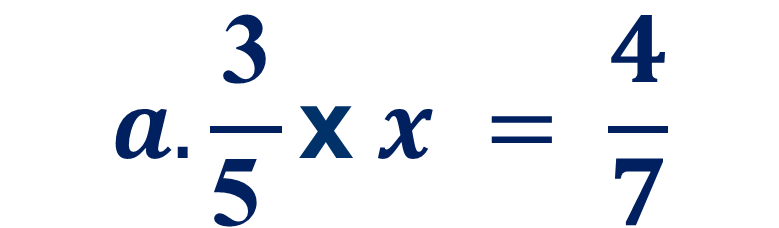 a. 3/5 x x = 4/7